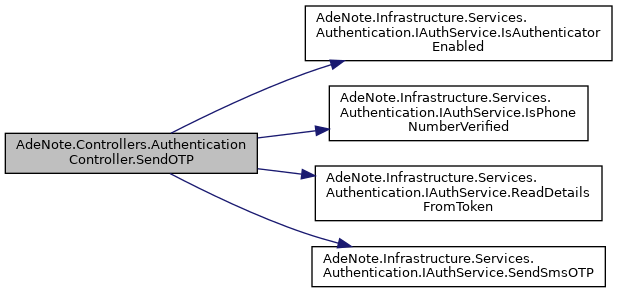 AdeNote.Controllers.Authentication
Controller.SendOTP
AdeNote.Infrastructure.Services.
Authentication.IAuthService.IsAuthenticator
Enabled
AdeNote.Infrastructure.Services.
Authentication.IAuthService.IsPhone
NumberVerified
AdeNote.Infrastructure.Services.
Authentication.IAuthService.ReadDetails
FromToken
AdeNote.Infrastructure.Services.
Authentication.IAuthService.SendSmsOTP